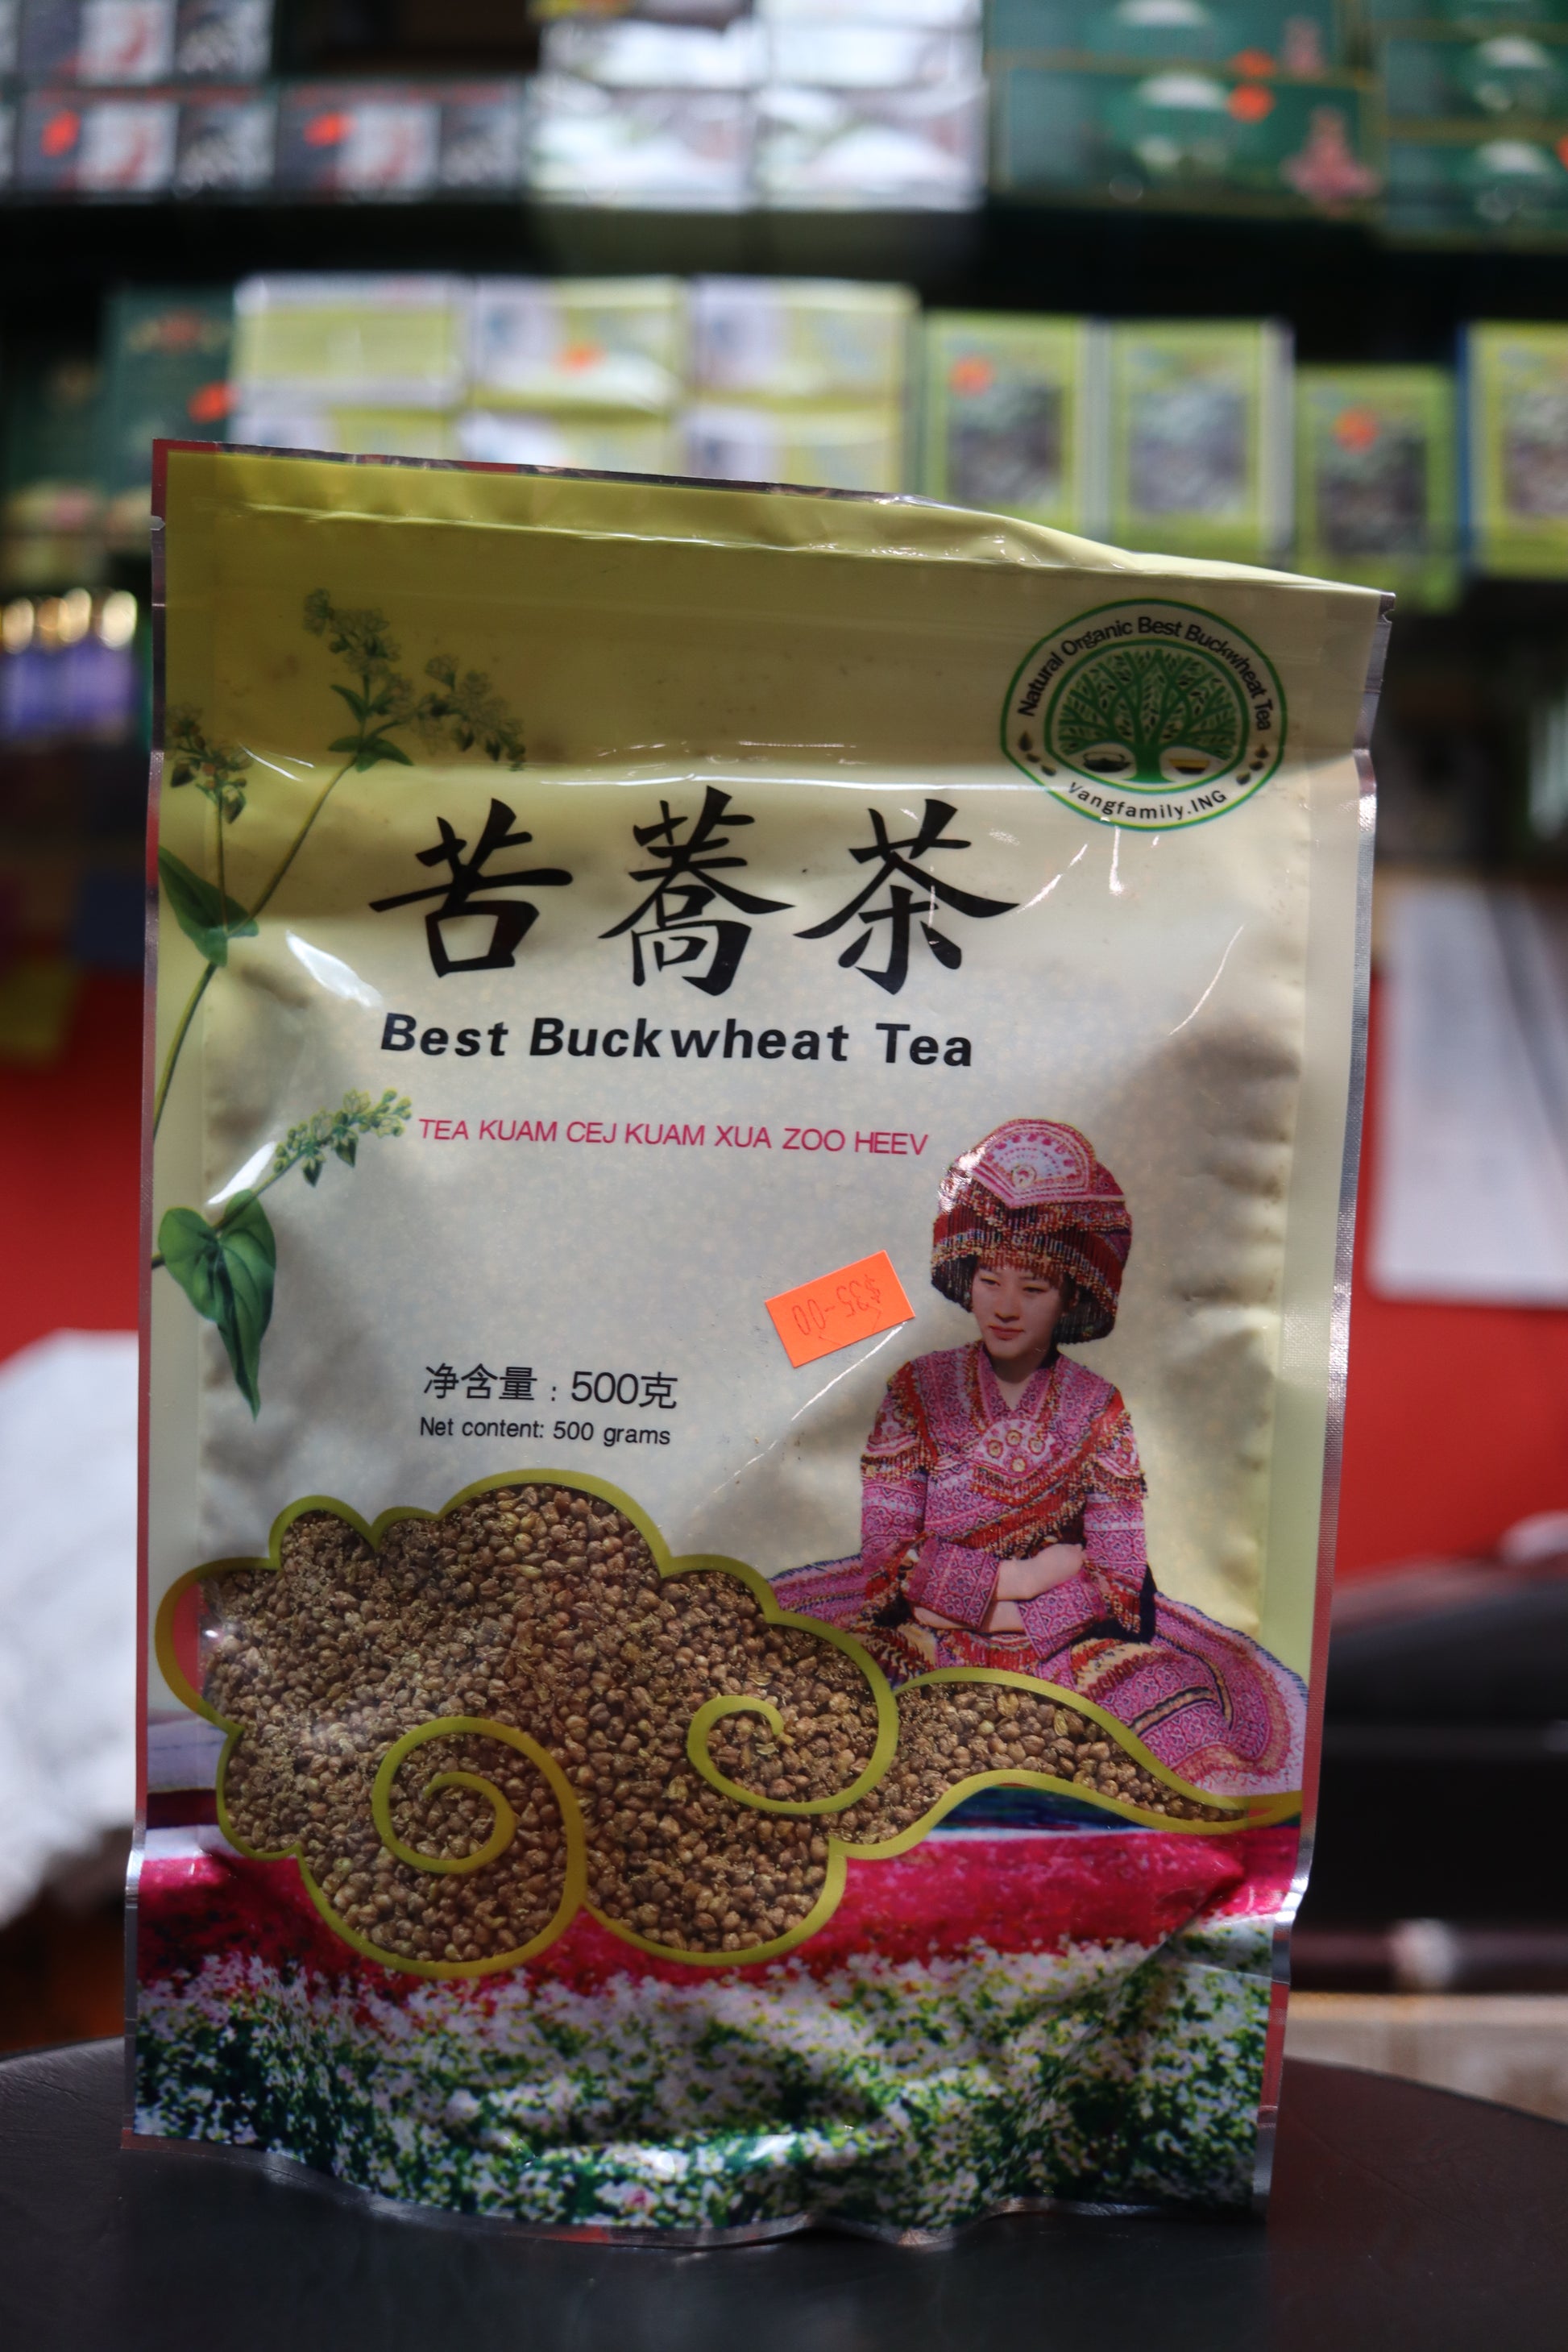 Natural Organic Best Buckwheat Tea
Vangfamily.ING
苦蕎茶
Best Buckwheat Tea
TEA KUAM CEJ KUAM XUA ZOO HEEV
$35-00
净含量:500克
Net content: 500 grams